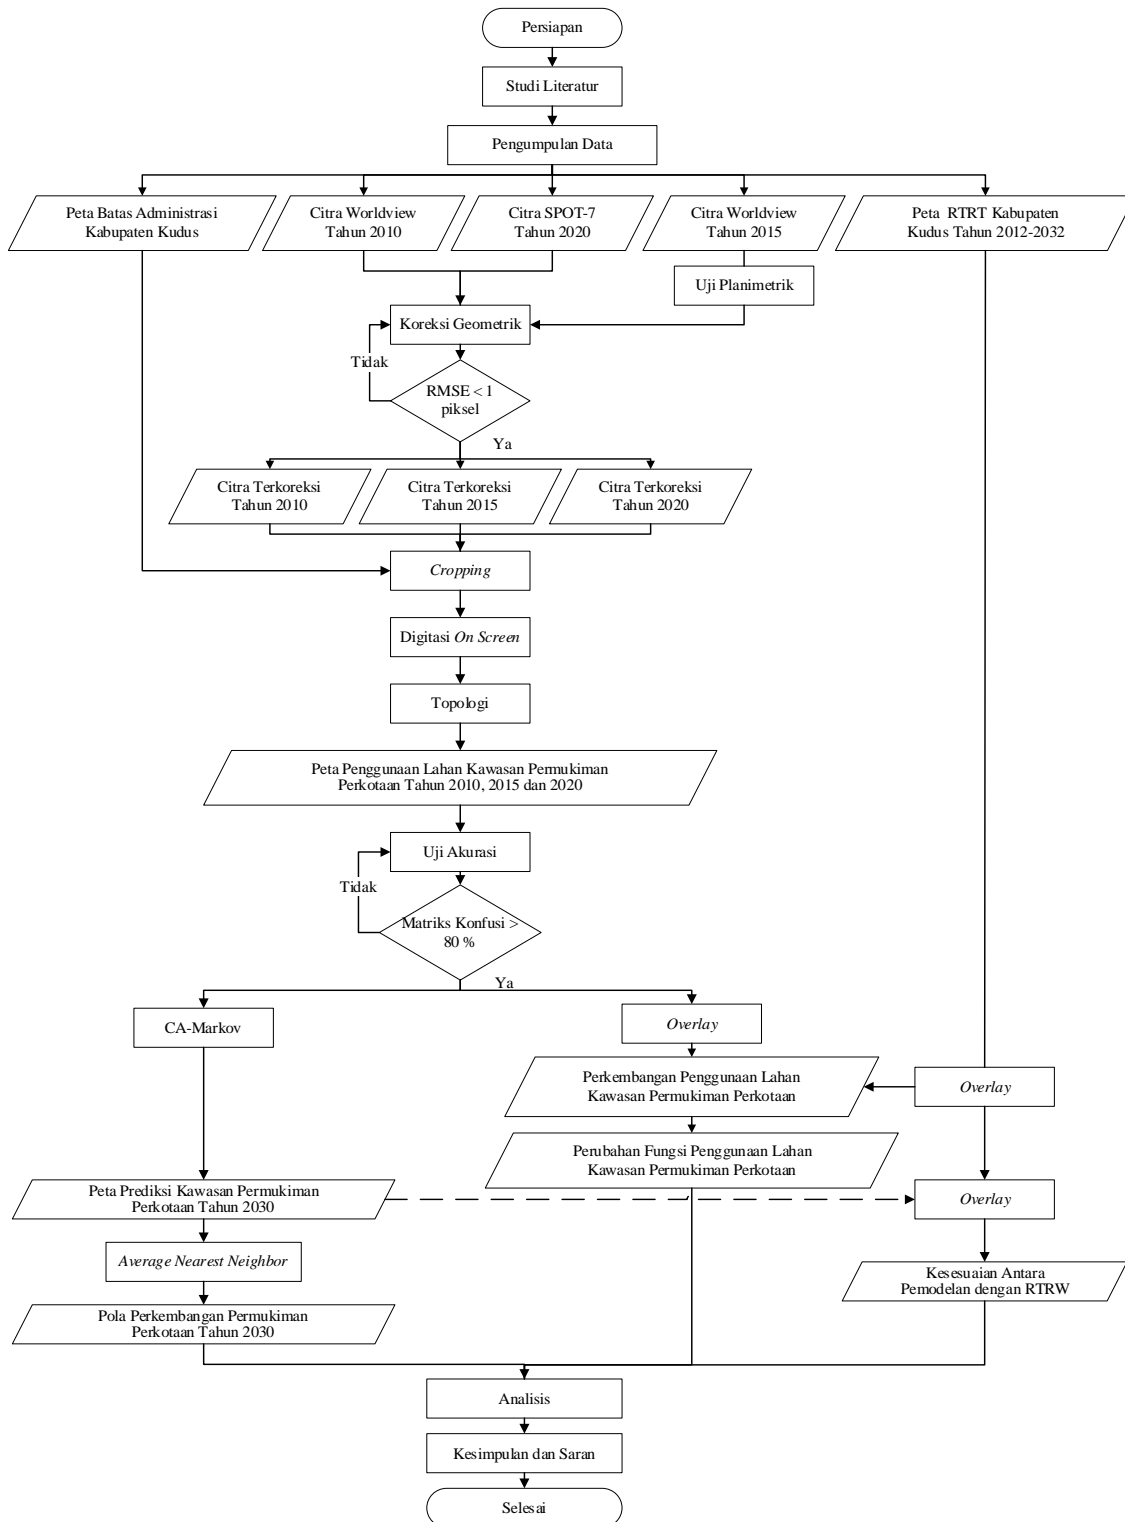 Persiapan
Studi Literatur
Pengumpulan Data
Peta Batas Administrasi
Kabupaten Kudus
Citra Worldview
Tahun 2010
Citra SPOT-7
Tahun 2020
Citra Worldview
Tahun 2015
Peta RTRT Kabupaten
Kudus Tahun 2012-2032
Uji Planimetrik
Koreksi Geometrik
Tidak
RMSE < 1
piksel
Ya
Citra Terkoreksi
Tahun 2010
Citra Terkoreksi
Tahun 2015
Citra Terkoreksi
Tahun 2020
Cropping
Digitasi On Screen
Topologi
Peta Penggunaan Lahan Kawasan Permukiman
Perkotaan Tahun 2010, 2015 dan 2020
Uji Akurasi
Tidak
Matriks Konfusi >
80 %
Ya
CA-Markov
Overlay
Perkembangan Penggunaan Lahan
Kawasan Permukiman Perkotaan
Overlay
Perubahan Fungsi Penggunaan Lahan
Kawasan Permukiman Perkotaan
Peta Prediksi Kawasan Permukiman
Perkotaan Tahun 2030
Overlay
Average Nearest Neighbor
Kesesuaian Antara
Pemodelan dengan RTRW
Pola Perkembangan Permukiman
Perkotaan Tahun 2030
Analisis
Kesimpulan dan Saran
Selesai